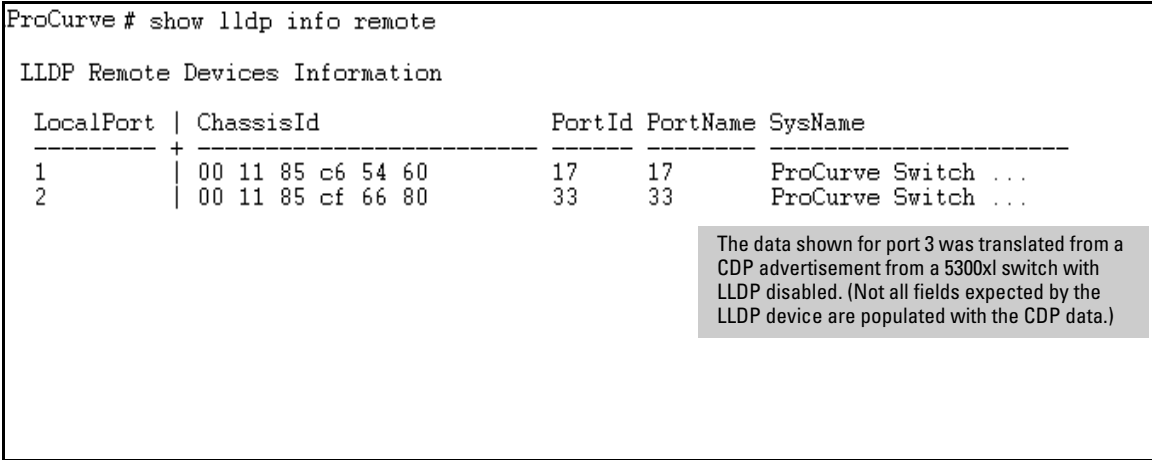 ProCurve # show lldp info remote
LLDP Remote Devices Information
LocalPort | ChassisId PortId PortName SysName
--------- + ------------------------- ------ -------- ----------------------
1 | 00 11 85 c6 54 60 17 17 ProCurve Switch ...
2 | 00 11 85 cf 66 80 33 33 ProCurve Switch ...
The data shown for port 3 was translated from a
CDP advertisement from a 5300xl switch with
LLDP disabled. (Not all fields expected by the
LLDP device are populated with the CDP data.)